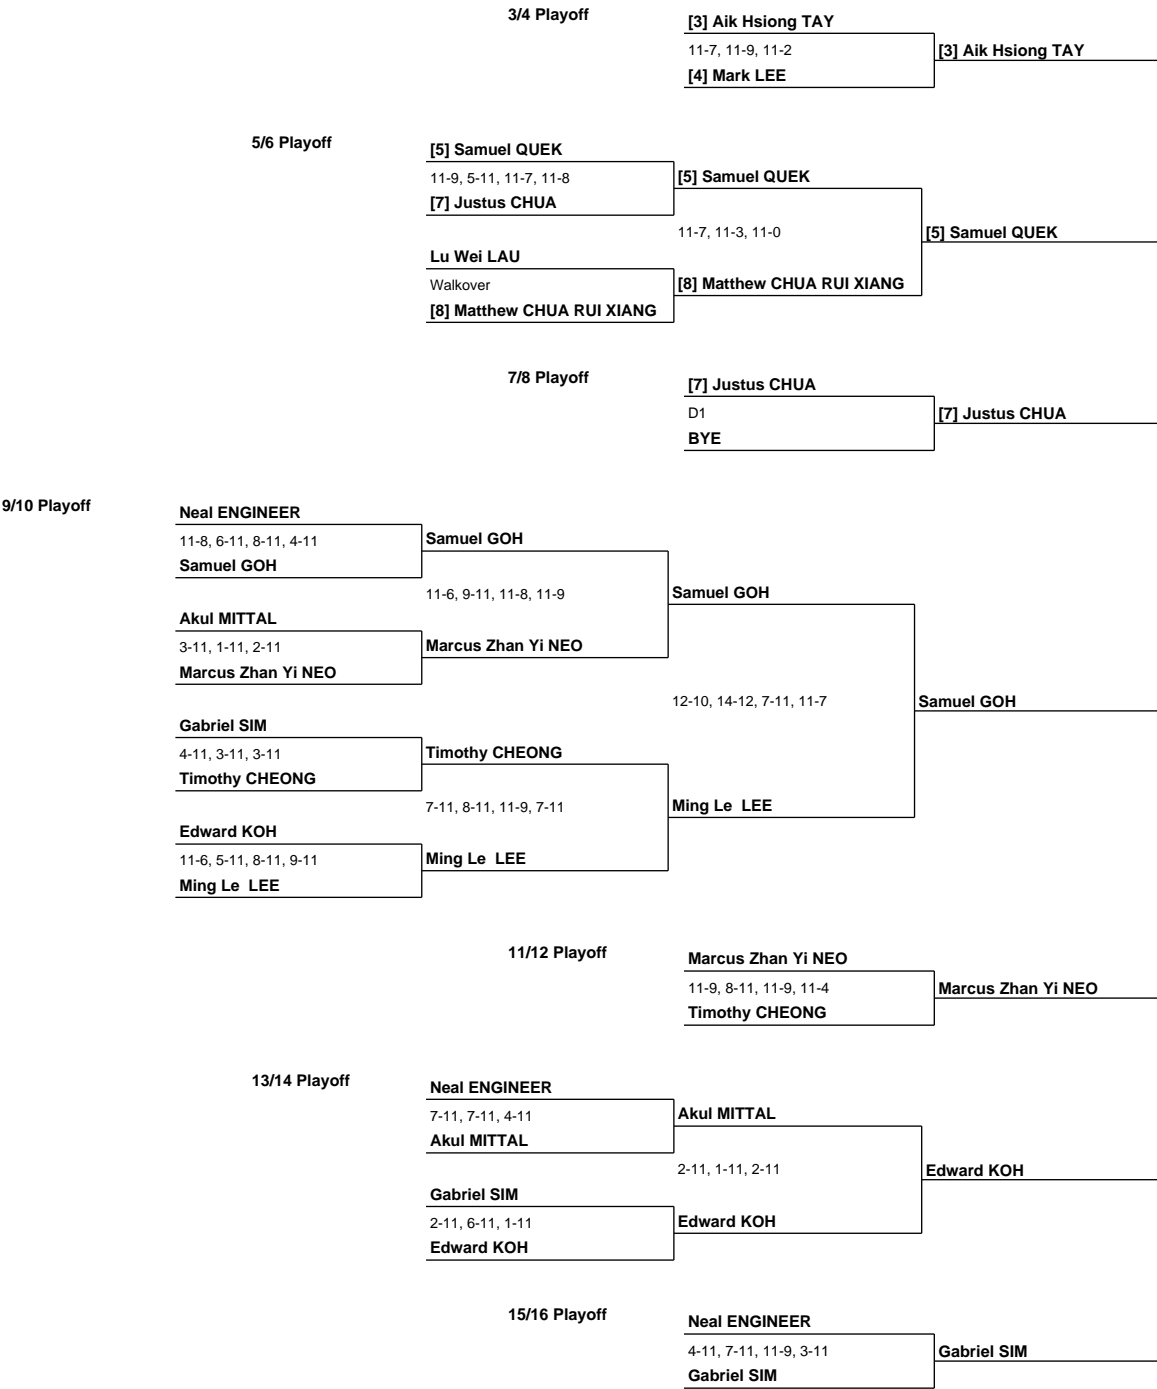 3/4 Playoff
[3] Aik Hsiong TAY
11-7, 11-9, 11-2
[3] Aik Hsiong TAY
[4] Mark LEE
5/6 Playoff
[5] Samuel QUEK
11-9, 5-11, 11-7, 11-8
[5] Samuel QUEK
[7] Justus CHUA
11-7, 11-3, 11-0
[5] Samuel QUEK
Lu Wei LAU
Walkover
[8] Matthew CHUA RUI XIANG
[8] Matthew CHUA RUI XIANG
7/8 Playoff
[7] Justus CHUA
D1
[7] Justus CHUA
BYE
9/10 Playoff
Neal ENGINEER
11-8, 6-11, 8-11, 4-11
Samuel GOH
Samuel GOH
11-6, 9-11, 11-8, 11-9
Samuel GOH
Akul MITTAL
3-11, 1-11, 2-11
Marcus Zhan Yi NEO
Marcus Zhan Yi NEO
12-10, 14-12, 7-11, 11-7
Samuel GOH
Gabriel SIM
4-11, 3-11, 3-11
Timothy CHEONG
Timothy CHEONG
7-11, 8-11, 11-9, 7-11
Ming Le  LEE
Edward KOH
11-6, 5-11, 8-11, 9-11
Ming Le  LEE
Ming Le  LEE
11/12 Playoff
Marcus Zhan Yi NEO
11-9, 8-11, 11-9, 11-4
Marcus Zhan Yi NEO
Timothy CHEONG
13/14 Playoff
Neal ENGINEER
7-11, 7-11, 4-11
Akul MITTAL
Akul MITTAL
2-11, 1-11, 2-11
Edward KOH
Gabriel SIM
2-11, 6-11, 1-11
Edward KOH
Edward KOH
15/16 Playoff
Neal ENGINEER
4-11, 7-11, 11-9, 3-11
Gabriel SIM
Gabriel SIM